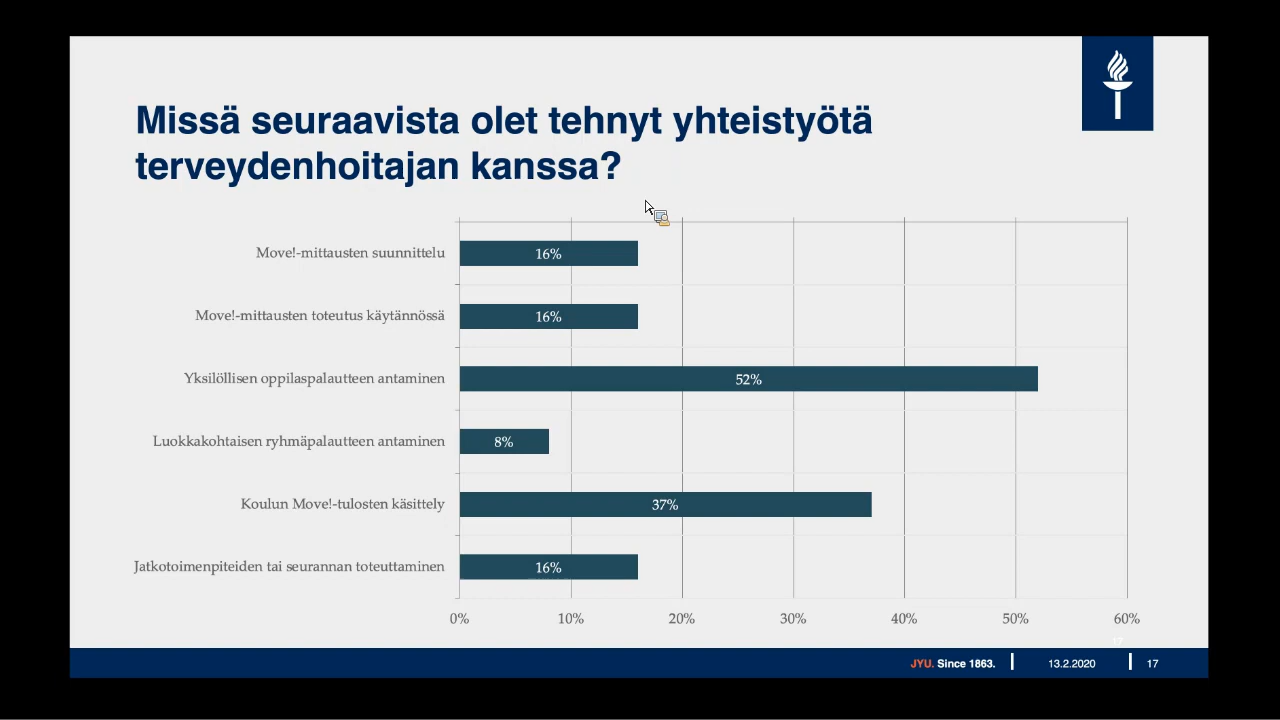 Missä seuraavista olet tehnyt yhteistyötä
terveydenhoitajan kanssa?
Move!-mittausten suunnittelu
16%
Move!-mittausten toteutus käytännössä
16%
Yksilöllisen oppilaspalautteen antaminen
52%
Luokkakohtaisen ryhmäpalautteen antaminen
8%
Koulun Move!-tulosten käsittely
37%
Jatkotoimenpiteiden tai seurannan toteuttaminen
16%
0% 10% 20% 30% 40% 50% 60%
17
JYU. Since 1863. 13.2.2020 17